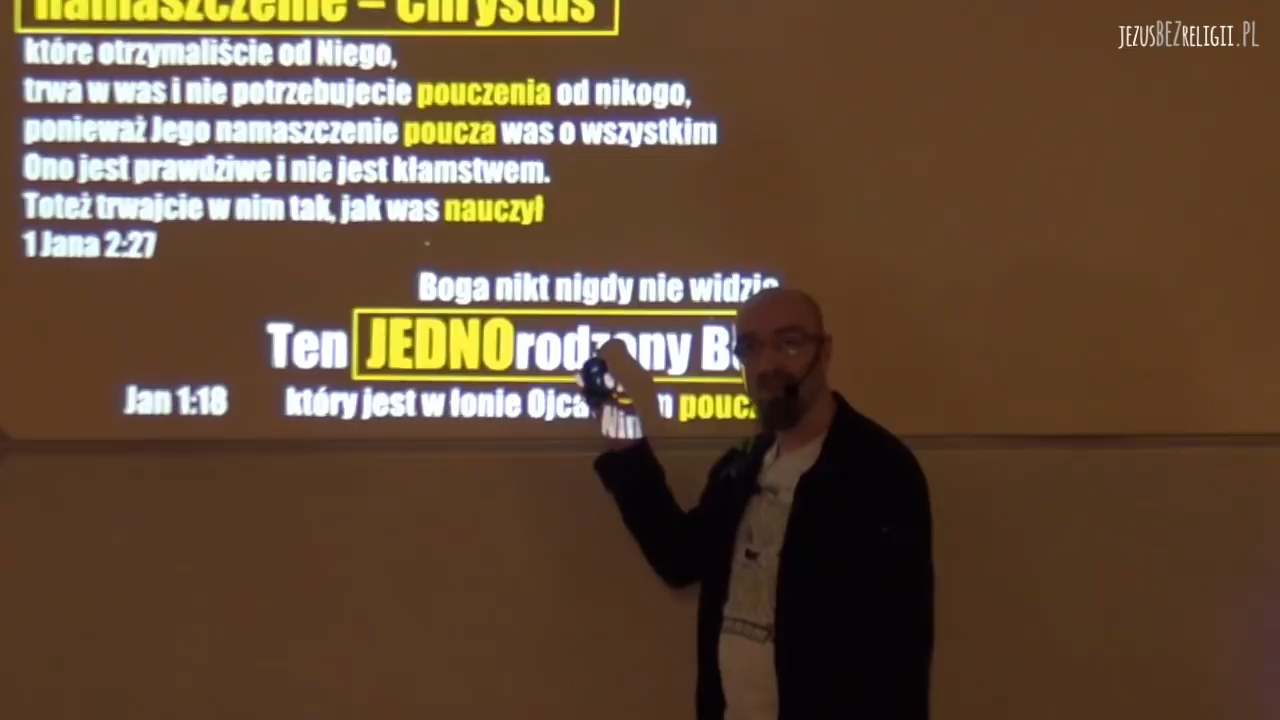 namaszczenie – Chrystus
JEZUSBEZRELIGII.PL
które otrzymaliście od Niego,
trwa w was i nie potrzebujecie pouczenia od nikogo,
ponieważ Jego namaszczenie poucza was o wszystkim
Ono jest prawdziwe i nie jest kłamstwem.
Toteż trwajcie w nim tak, jak was nauczył
1 Jana 2:27
Boga nikt nigdy nie
Ten JEDNOrodzony
Jan 1:18 który jest w łonie Ojca